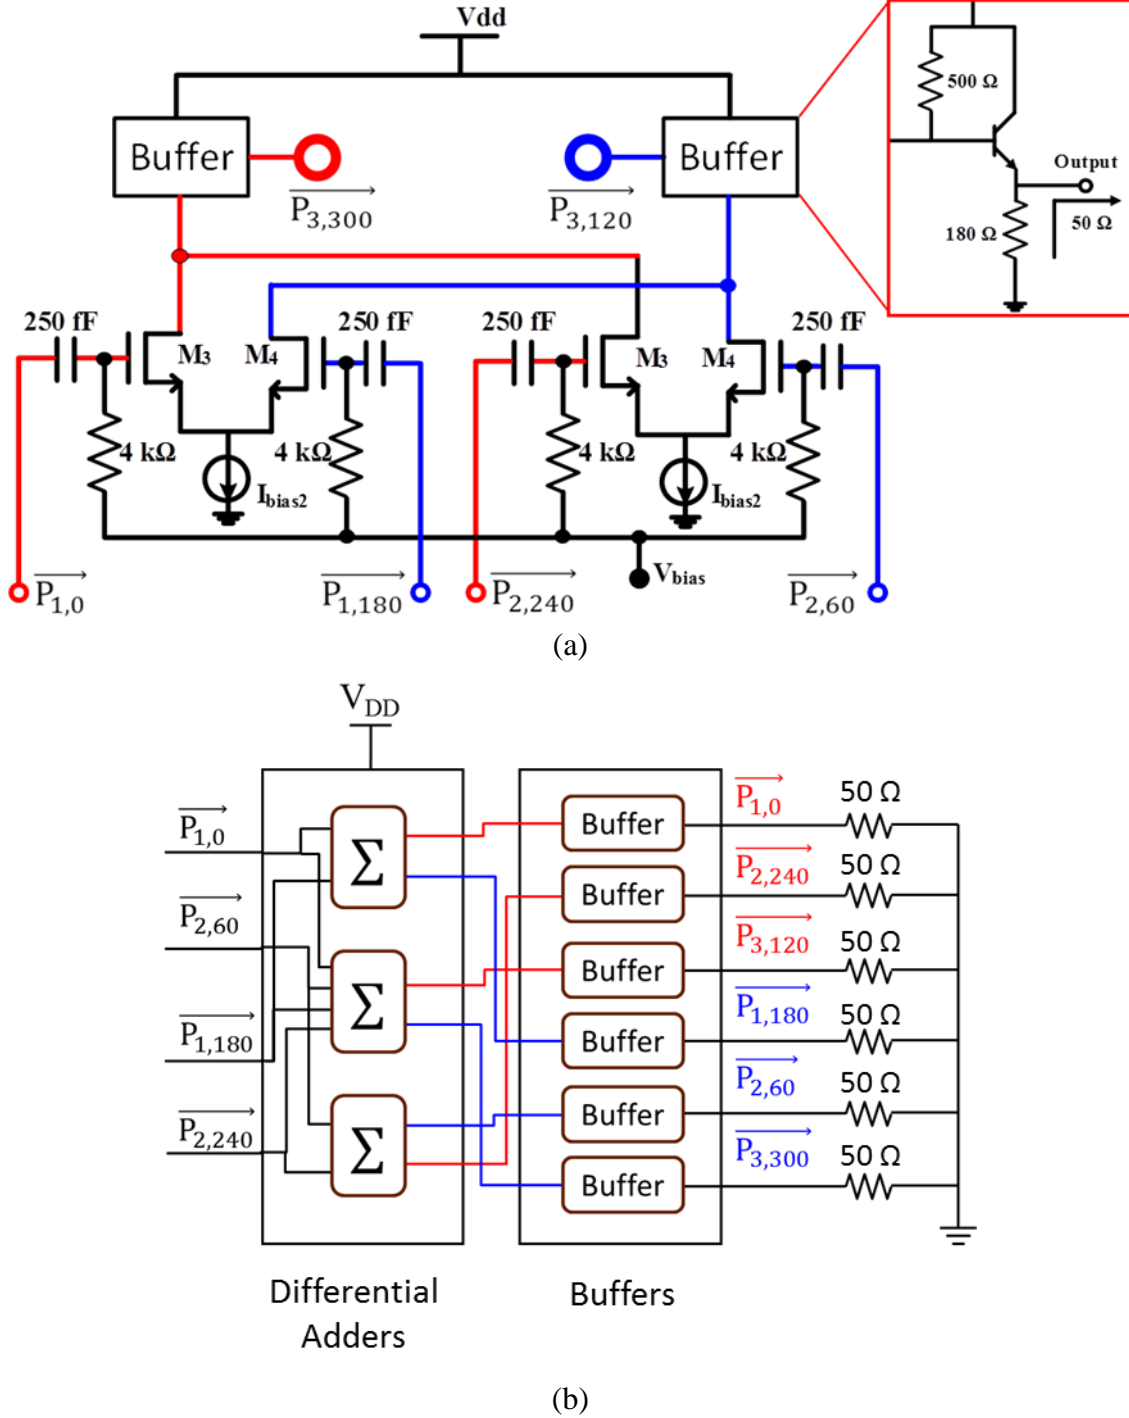 Vdd
500 Ω
Buffer
Buffer
Output
P3,300
P3,120
180 Ω
50 Ω
250 fF
250 fF
250 fF
250 fF
M3
M4
M3
M4
4 kΩ
4 kΩ
4 kΩ
4 kΩ
Ibias2
Ibias2
P1,0
P1,180
P2,240
Vbias
P2,60
(a)
VDD
P1,0
P2,60
P1,180
P2,240
Σ
Σ
Σ
Buffer
Buffer
Buffer
Buffer
Buffer
Buffer
P1,0
50 Ω
P2,240
50 Ω
P3,120
50 Ω
P1,180
50 Ω
P2,60
50 Ω
P3,300
50 Ω
Differential
Adders
Buffers
(b)